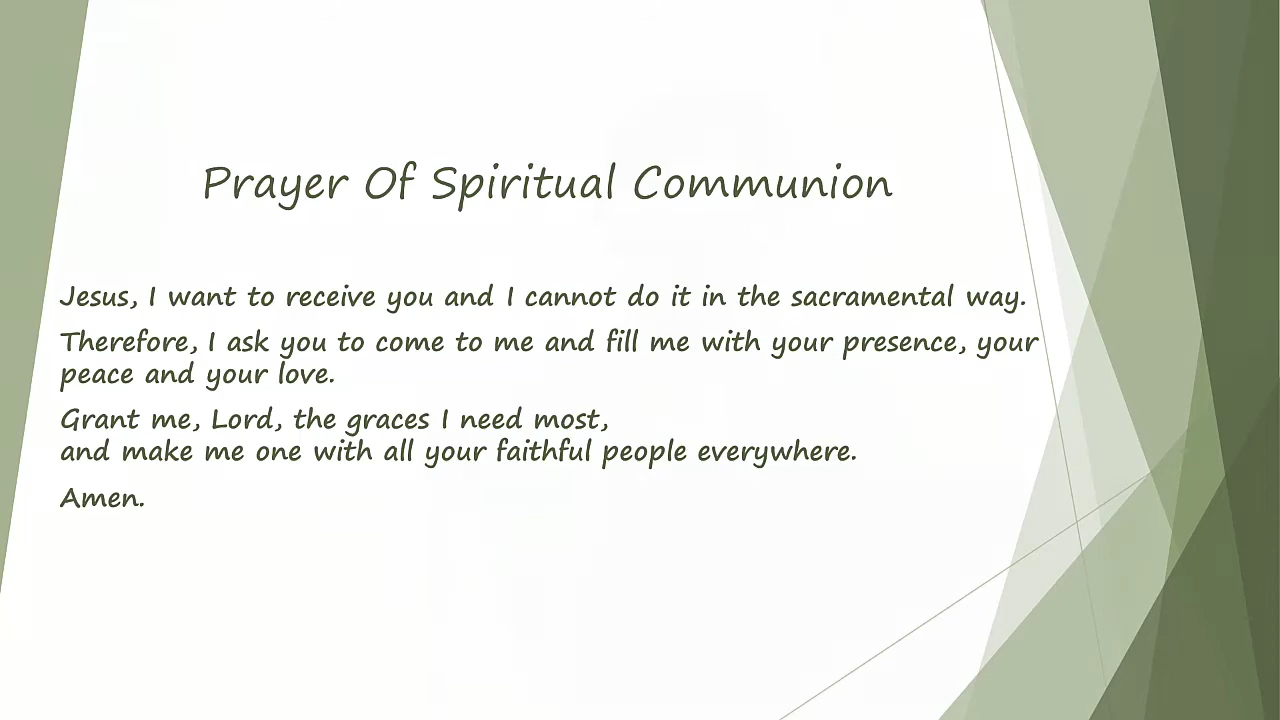 Prayer Of Spiritual Communion
Jesus, I want to receive you and I cannot do it in the sacramental way.
Therefore, I ask you to come to me and fill me with your presence, your
peace and your love.
Grant me, Lord, the graces I need most,
and make me one with all your faithful people everywhere.
Amen.